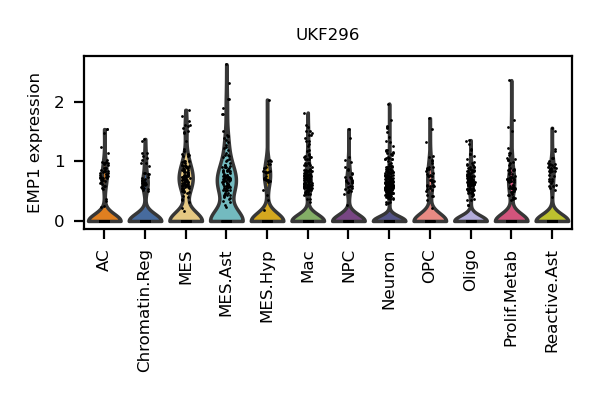 UKF296
EMP1 expression
2
1
0
AC
Chromatin.Reg
MES
MES.Ast
MES.Hyp
Mac
NPC
Neuron
OPC
Oligo
Prolif.Metab
Reactive.Ast